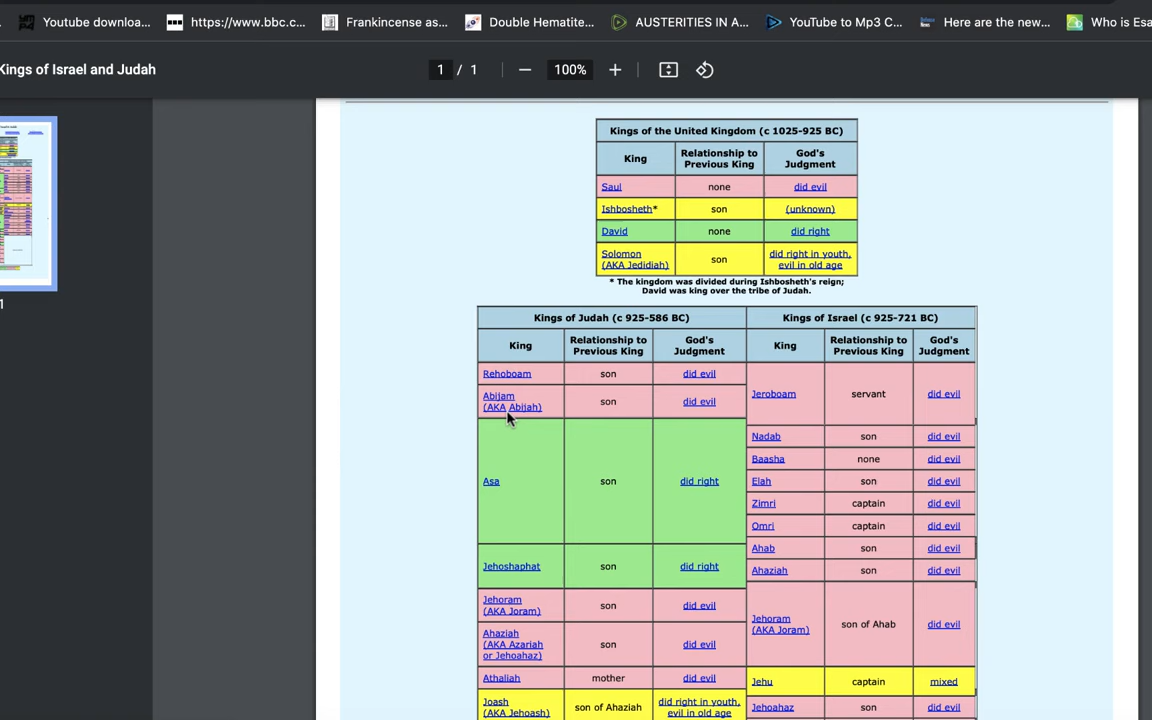 Youtube downloa...
https://www.bbc.c...
Frankincense as...
Double Hematite...
AUSTERITIES IN A...
YouTube to Mp3 C...
Here are the new...
Who is Esa
Kings of Israel and Judah
1 / 1
100%
1
Kings of the United Kingdom (c 1025-925 BC)
King Relationship to Previous King God's Judgment
Saul none did evil
Ishbosheth* son (unknown)
David none did right
Solomon (AKA Jedidiah) son did right in youth, evil in old age
* The kingdom was divided during Ishbosheth's reign;
David was king over the tribe of Judah.
Kings of Judah (c 925-586 BC) Kings of Israel (c 925-721 BC)
King Relationship to Previous King God's Judgment King Relationship to Previous King God's Judgment
Rehoboam son did evil
Jeroboam servant did evil
Abijam (AKA Abijah) son did evil
Nadab son did evil
Baasha none did evil
Asa son did right
Elah son did evil
Zimri captain did evil
Omri captain did evil
Ahab son did evil
Jehoshaphat son did right
Ahaziah son did evil
Jehoram (AKA Joram) son did evil
Jehoram (AKA Joram) son of Ahab did evil
Ahaziah (AKA Azariah or Jehoahaz) son did evil
Athaliah mother did evil
Jehu captain mixed
Joash (AKA Jehoash) son of Ahaziah did right in youth, evil in old age
Jehoahaz son did evil